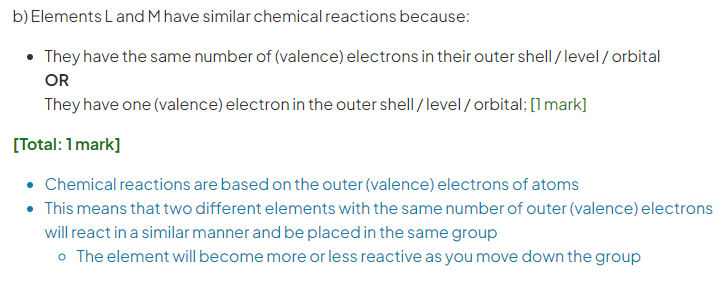 b) Elements L and M have similar chemical reactions because:
• They have the same number of (valence) electrons in their outer shell / level / orbital
OR
They have one (valence) electron in the outer shell / level / orbital; [1 mark]
[Total: 1 mark]
• Chemical reactions are based on the outer (valence) electrons of atoms
• This means that two different elements with the same number of outer (valence) electrons
will react in a similar manner and be placed in the same group
◦ The element will become more or less reactive as you move down the group